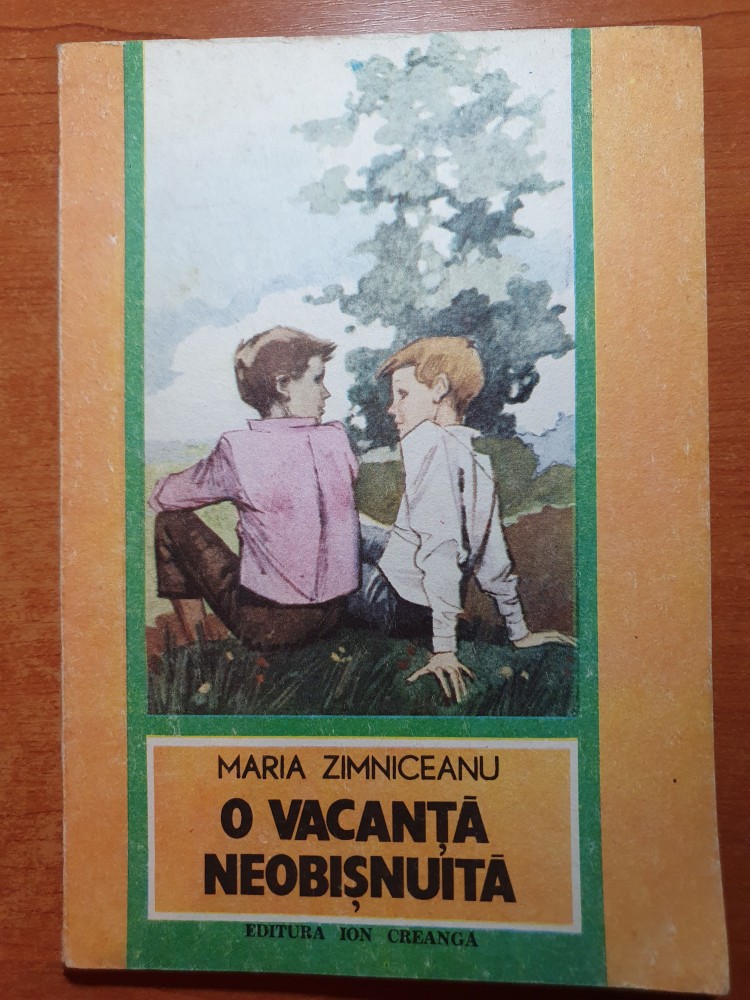 MARIA ZIMNICEANU
O VACANȚĂ
NEOBIȘNUITĂ
EDITURA ION CREANGĂ